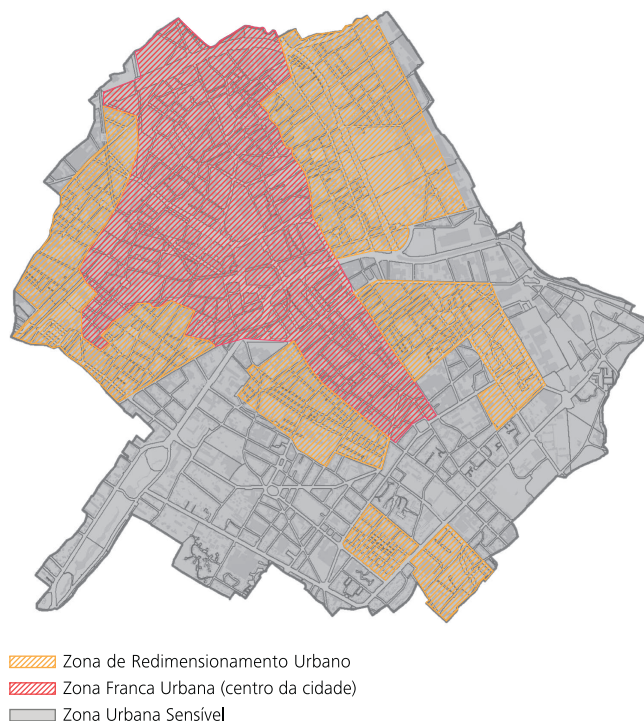 Zona de Redimensionamento Urbano
Zona Franca Urbana (centro da cidade)
Zona Urbana Sensível